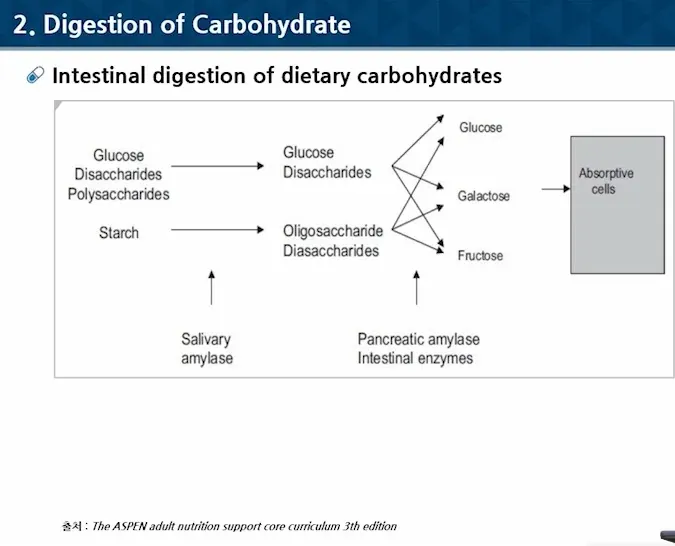 2. Digestion of Carbohydrate
Intestinal digestion of dietary carbohydrates
Glucose
Disaccharides
Polysaccharides
Starch
Glucose
Disaccharides
Oligosaccharide
Diasaccharides
Glucose
Galactose
Fructose
Absorptive
cells
Salivary
amylase
Pancreatic amylase
Intestinal enzymes
출처 : The ASPEN adult nutrition support core curriculum 3th edition